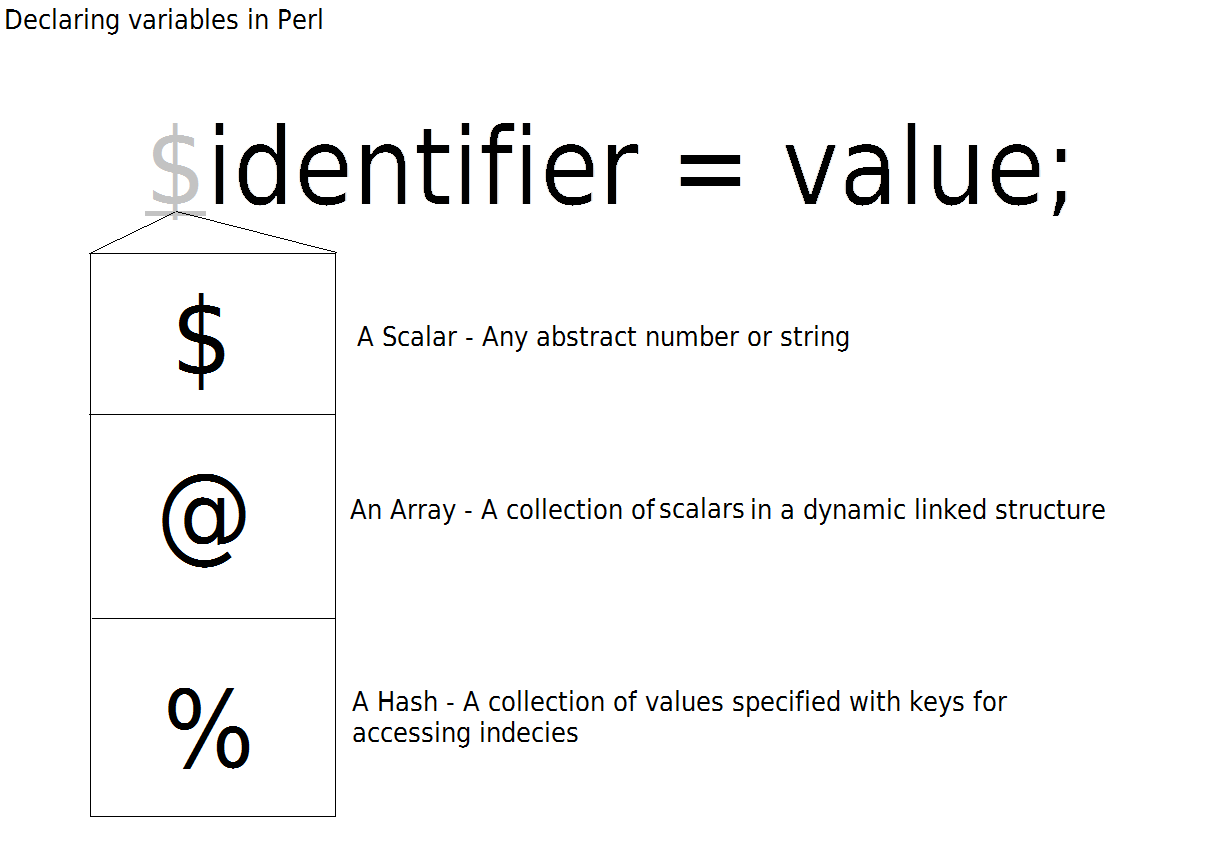 Declaring variables in Perl
$identifier = value;
$
A Scalar - Any abstract number or string
@
An Array - A collection of scalars in a dynamic linked structure
%
A Hash - A collection of values specified with keys for
accessing indecies